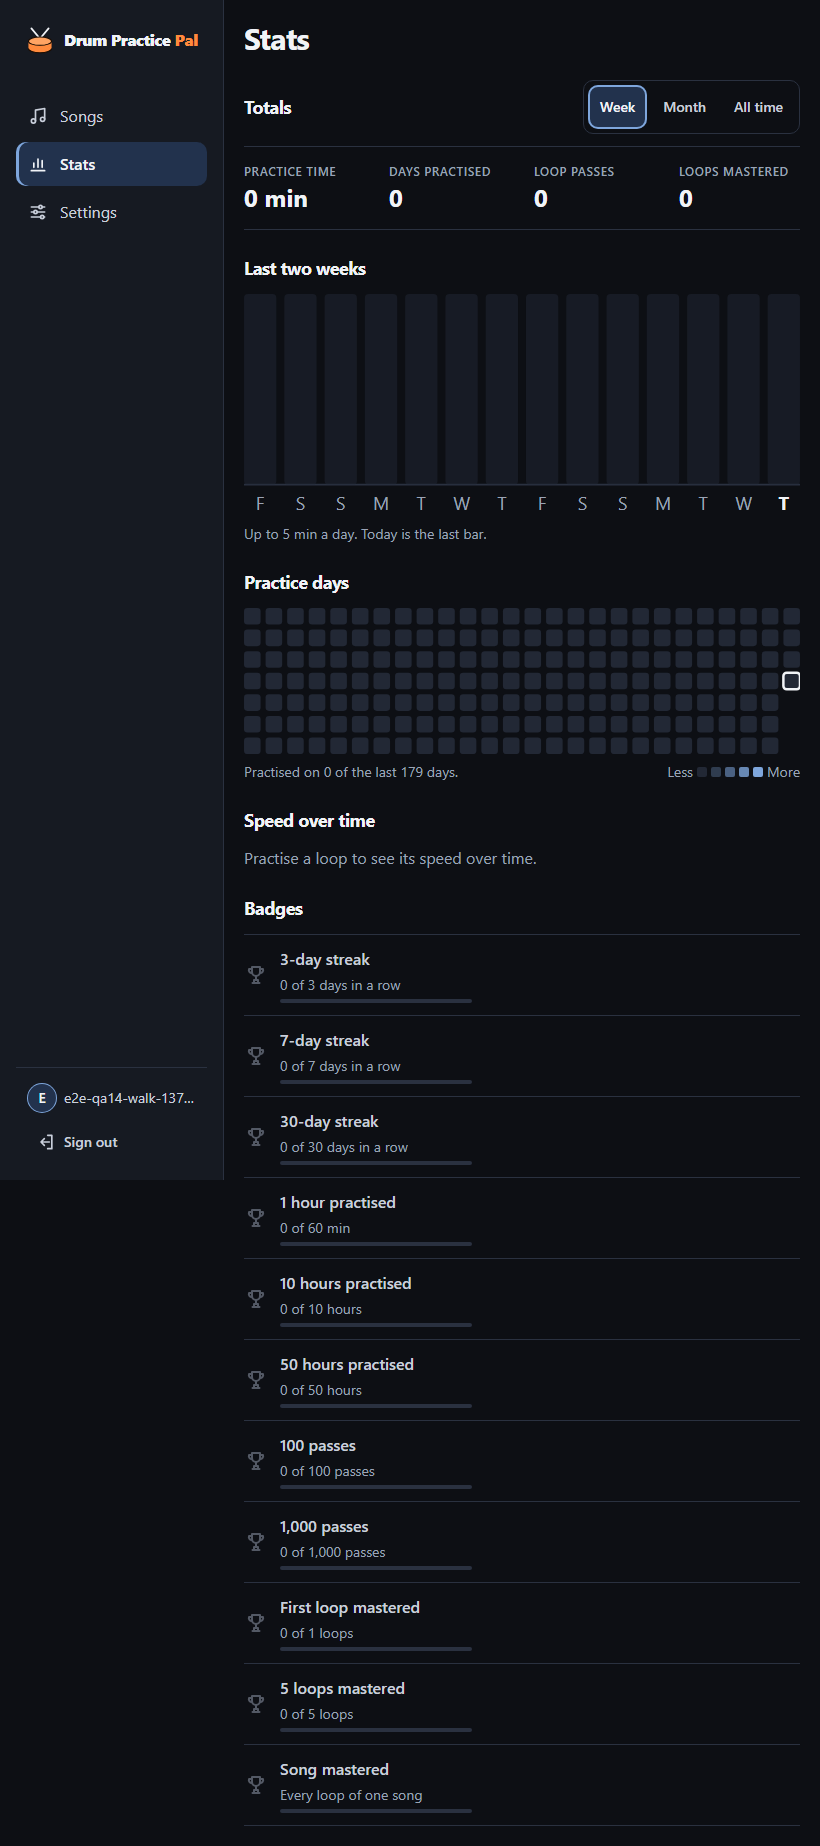 Drum Practice Pal
Songs
Stats
Settings
e2e-qa14-walk-137...
E
Sign out
Stats
Totals
Week Month All time
PRACTICE TIME DAYS PRACTISED LOOP PASSES LOOPS MASTERED
0 min 0 0 0
Last two weeks
F S S M T W T F S S M T W T
Up to 5 min a day. Today is the last bar.
Practice days
Practised on 0 of the last 179 days. Less More
Speed over time
Practise a loop to see its speed over time.
Badges
3-day streak
0 of 3 days in a row
7-day streak
0 of 7 days in a row
30-day streak
0 of 30 days in a row
1 hour practised
0 of 60 min
10 hours practised
0 of 10 hours
50 hours practised
0 of 50 hours
100 passes
0 of 100 passes
1,000 passes
0 of 1,000 passes
First loop mastered
0 of 1 loops
5 loops mastered
0 of 5 loops
Song mastered
Every loop of one song